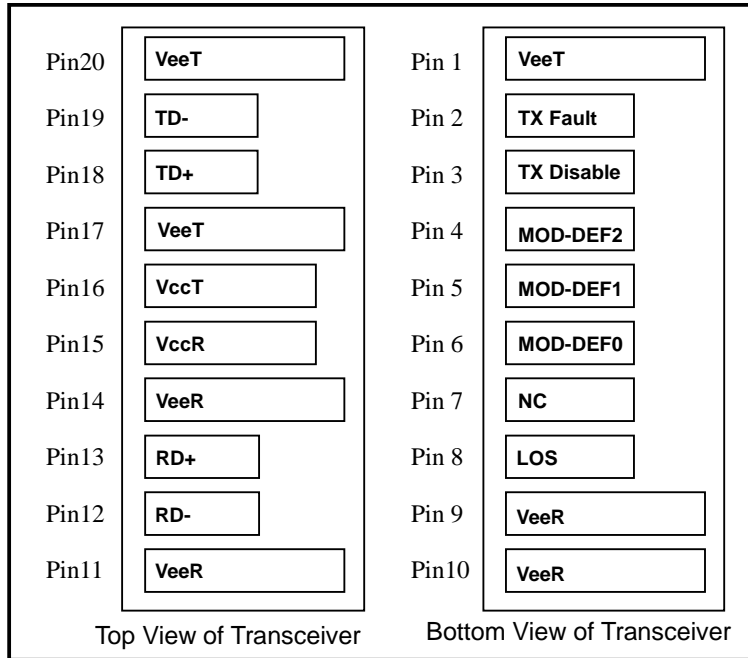 Pin20 VeeT
Pin19 TD-
Pin18 TD+
Pin17 VeeT
Pin16 VccT
Pin15 VccR
Pin14 VeeR
Pin13 RD+
Pin12 RD-
Pin11 VeeR
Top View of Transceiver
Pin 1 VeeT
Pin 2 TX Fault
Pin 3 TX Disable
Pin 4 MOD-DEF2
Pin 5 MOD-DEF1
Pin 6 MOD-DEF0
Pin 7 NC
Pin 8 LOS
Pin 9 VeeR
Pin10 VeeR
Bottom View of Transceiver